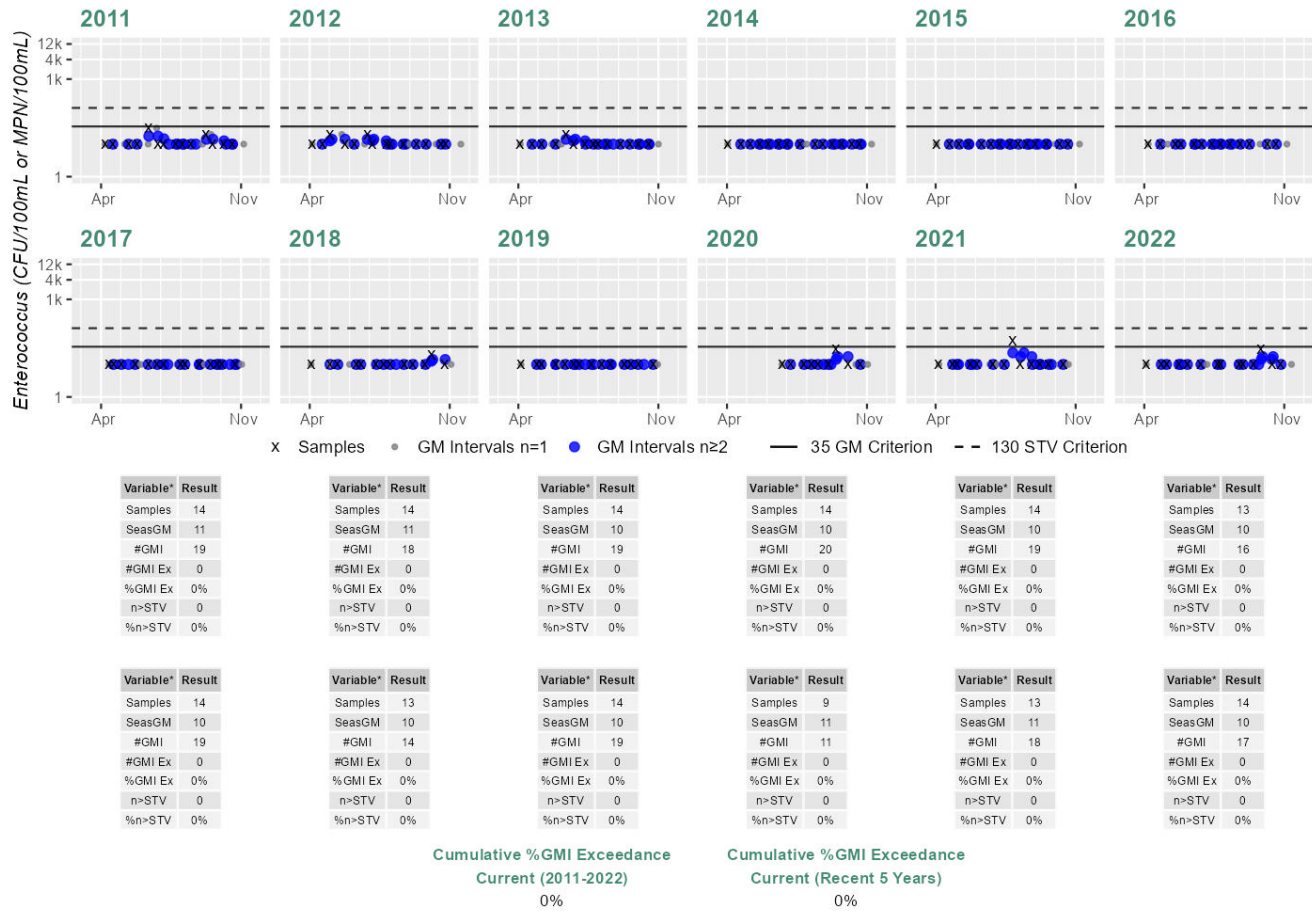 2011 2012 2013 2014 2015 2016
Enterococcus (CFU/100mL or MPN/100mL)
12k
4k
1k
1
Apr Nov Apr Nov Apr Nov Apr Nov Apr Nov Apr Nov
2017 2018 2019 2020 2021 2022
12k
4k
1k
1
Apr Nov Apr Nov Apr Nov Apr Nov Apr Nov Apr Nov
x Samples GM Intervals n=1 GM Intervals n≥2 35 GM Criterion 130 STV Criterion
Variable* Result Variable* Result Variable* Result Variable* Result Variable* Result Variable* Result
Samples 14 Samples 14 Samples 14 Samples 14 Samples 14 Samples 13
SeasGM 11 SeasGM 11 SeasGM 10 SeasGM 10 SeasGM 10 SeasGM 10
#GMI 19 #GMI 18 #GMI 19 #GMI 20 #GMI 19 #GMI 16
#GMI Ex 0 #GMI Ex 0 #GMI Ex 0 #GMI Ex 0 #GMI Ex 0 #GMI Ex 0
%GMI Ex 0% %GMI Ex 0% %GMI Ex 0% %GMI Ex 0% %GMI Ex 0% %GMI Ex 0%
n>STV 0 n>STV 0 n>STV 0 n>STV 0 n>STV 0 n>STV 0
%n>STV 0% %n>STV 0% %n>STV 0% %n>STV 0% %n>STV 0% %n>STV 0%
Variable* Result Variable* Result Variable* Result Variable* Result Variable* Result Variable* Result
Samples 14 Samples 13 Samples 14 Samples 9 Samples 13 Samples 14
SeasGM 10 SeasGM 10 SeasGM 10 SeasGM 11 SeasGM 11 SeasGM 10
#GMI 19 #GMI 14 #GMI 19 #GMI 11 #GMI 18 #GMI 17
#GMI Ex 0 #GMI Ex 0 #GMI Ex 0 #GMI Ex 0 #GMI Ex 0 #GMI Ex 0
%GMI Ex 0% %GMI Ex 0% %GMI Ex 0% %GMI Ex 0% %GMI Ex 0% %GMI Ex 0%
n>STV 0 n>STV 0 n>STV 0 n>STV 0 n>STV 0 n>STV 0
%n>STV 0% %n>STV 0% %n>STV 0% %n>STV 0% %n>STV 0% %n>STV 0%
Cumulative %GMI Exceedance
Current (2011-2022)
0%
Cumulative %GMI Exceedance
Current (Recent 5 Years)
0%